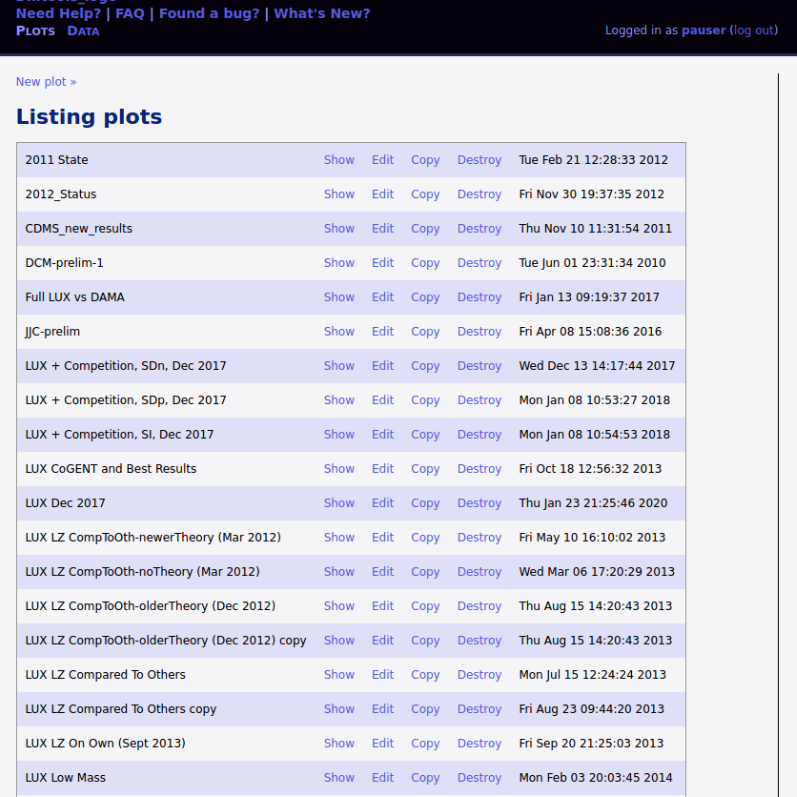 Need Help? | FAQ | Found a bug? | What's New?
PLOTS DATA Logged in as pauser (log out)
New plot »
Listing plots
2011 State Show Edit Copy Destroy Tue Feb 21 12:28:33 2012
2012_Status Show Edit Copy Destroy Fri Nov 30 19:37:35 2012
CDMS_new_results Show Edit Copy Destroy Thu Nov 10 11:31:54 2011
DCM-prelim-1 Show Edit Copy Destroy Tue Jun 01 23:31:34 2010
Full LUX vs DAMA Show Edit Copy Destroy Fri Jan 13 09:19:37 2017
JJC-prelim Show Edit Copy Destroy Fri Apr 08 15:08:36 2016
LUX + Competition, SDn, Dec 2017 Show Edit Copy Destroy Wed Dec 13 14:17:44 2017
LUX + Competition, SDp, Dec 2017 Show Edit Copy Destroy Mon Jan 08 10:53:27 2018
LUX + Competition, SI, Dec 2017 Show Edit Copy Destroy Mon Jan 08 10:54:53 2018
LUX CoGENT and Best Results Show Edit Copy Destroy Fri Oct 18 12:56:32 2013
LUX Dec 2017 Show Edit Copy Destroy Thu Jan 23 21:25:46 2020
LUX LZ CompToOth-newerTheory (Mar 2012) Show Edit Copy Destroy Fri May 10 16:10:02 2013
LUX LZ CompToOth-noTheory (Mar 2012) Show Edit Copy Destroy Wed Mar 06 17:20:29 2013
LUX LZ CompToOth-olderTheory (Dec 2012) Show Edit Copy Destroy Thu Aug 15 14:20:43 2013
LUX LZ CompToOth-olderTheory (Dec 2012) copy Show Edit Copy Destroy Thu Aug 15 14:20:43 2013
LUX LZ Compared To Others Show Edit Copy Destroy Mon Jul 15 12:24:24 2013
LUX LZ Compared To Others copy Show Edit Copy Destroy Fri Aug 23 09:44:20 2013
LUX LZ On Own (Sept 2013) Show Edit Copy Destroy Fri Sep 20 21:25:03 2013
LUX Low Mass Show Edit Copy Destroy Mon Feb 03 20:03:45 2014